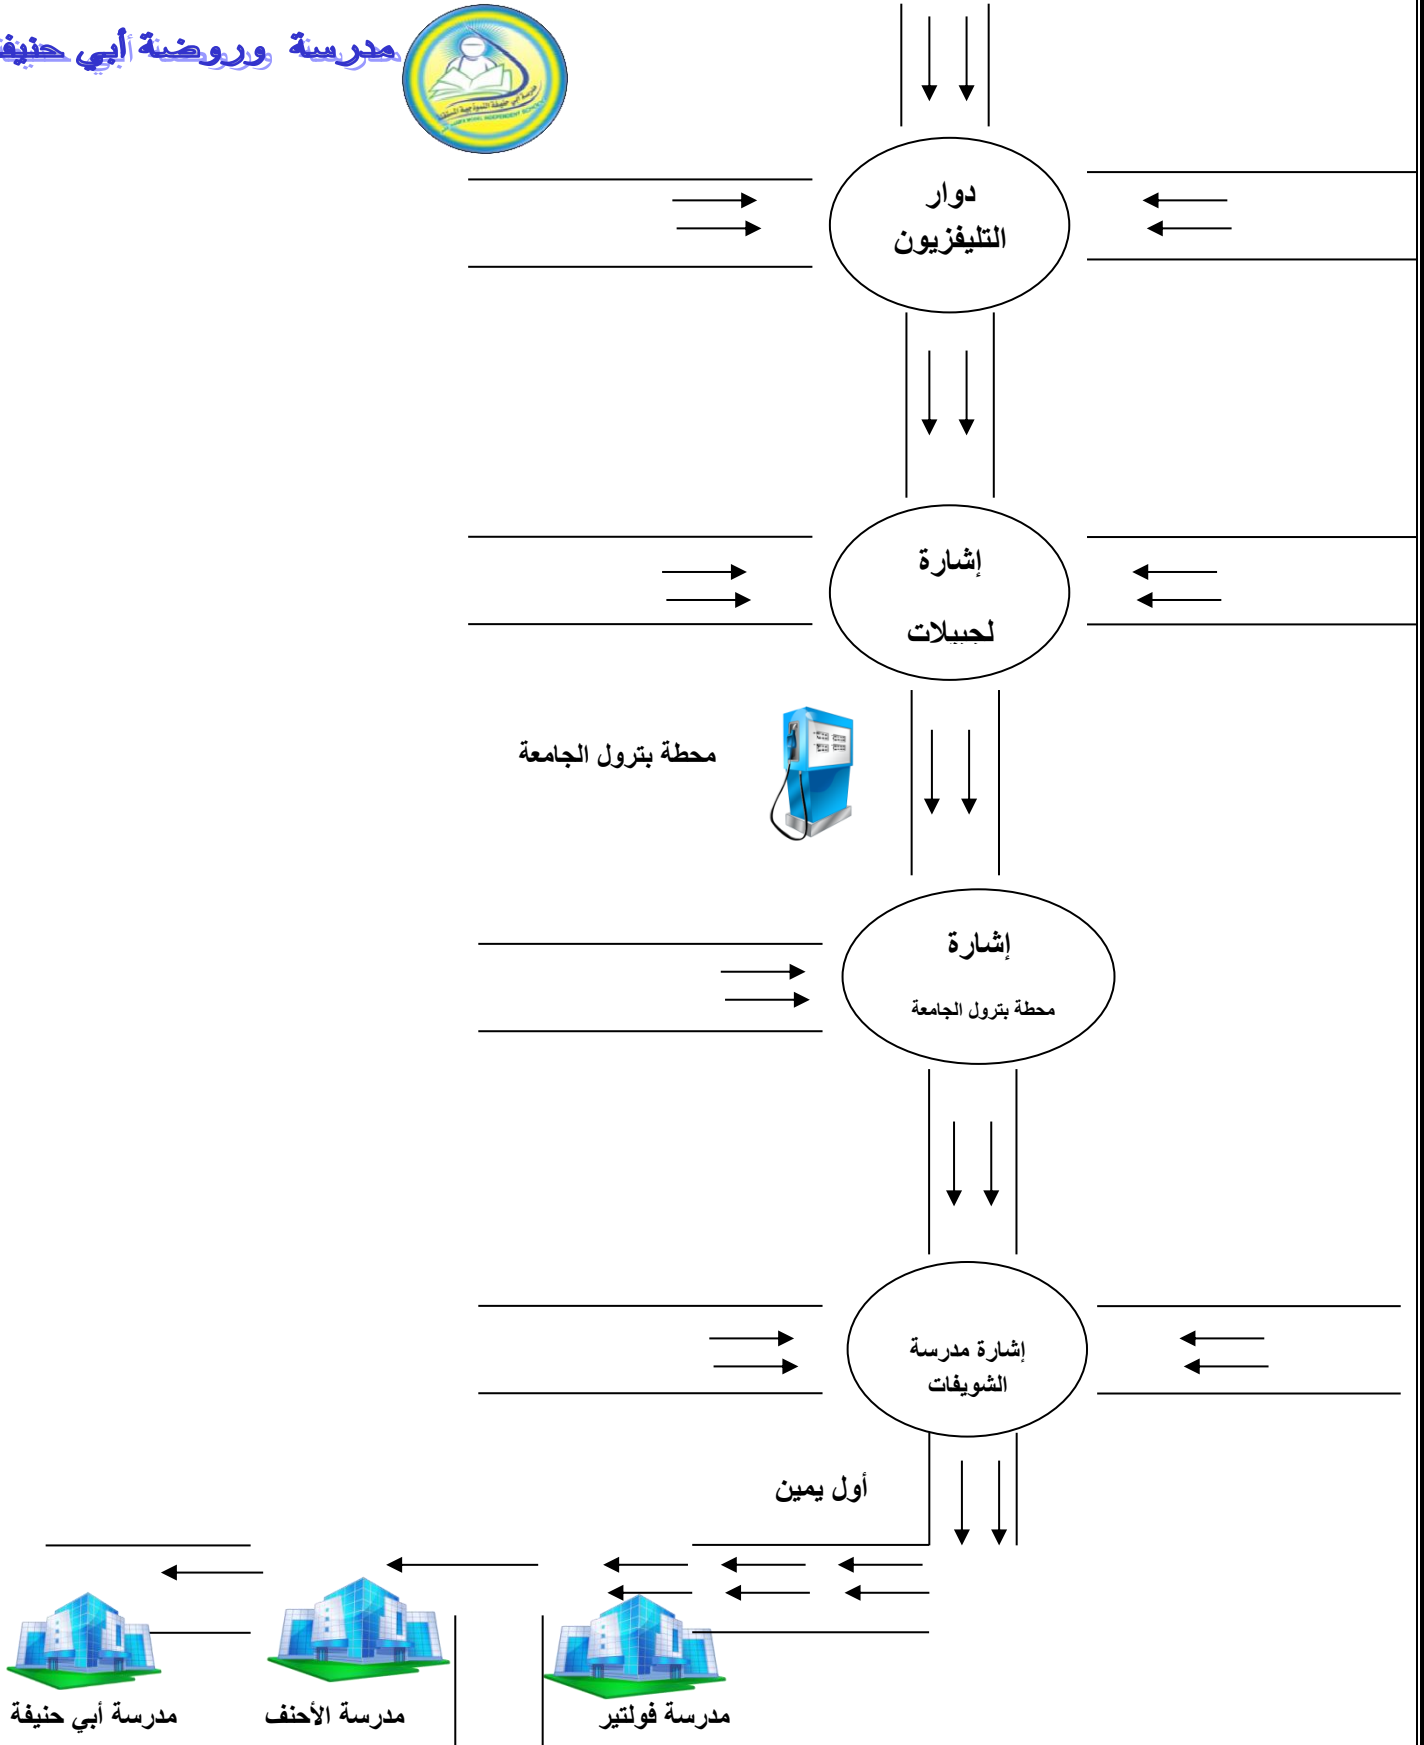 مدرسة وروضة أبي حنيفة
دوار
التليفزيون
إشارة
لجبيلات
محطة بترول الجامعة
إشارة
محطة بترول الجامعة
إشارة مدرسة
الشويفات
أول يمين
مدرسة فولتير
مدرسة الأحنف
مدرسة أبي حنيفة